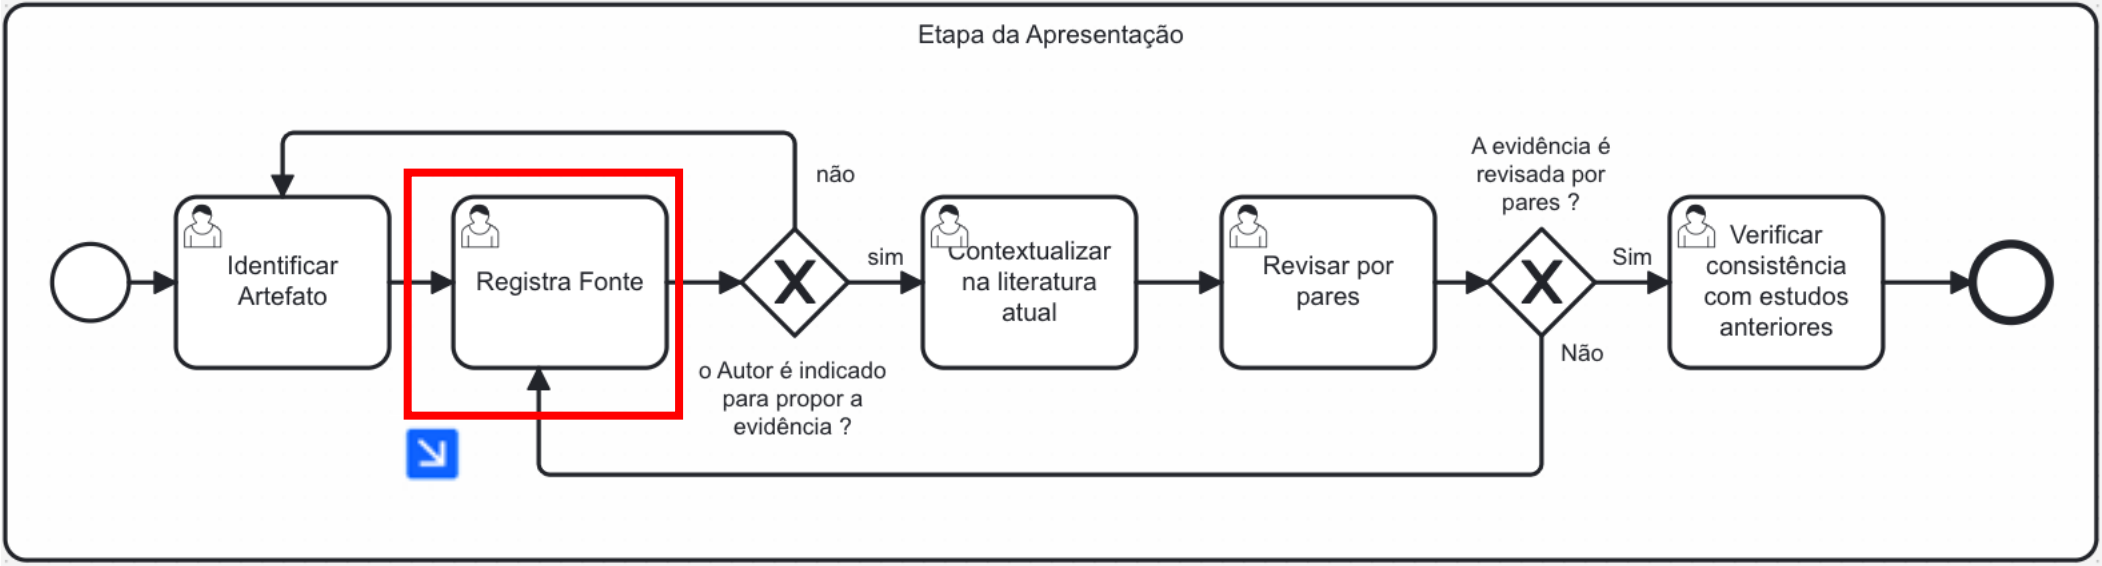 Etapa da Apresentação
Identificar
Artefato
Registra Fonte
não
o Autor é indicado
para propor a
evidência ?
sim
Contextualizar
na literatura
atual
Revisar por
pares
A evidência é
revisada por
pares ?
Sim
Não
Verificar
consistência
com estudos
anteriores